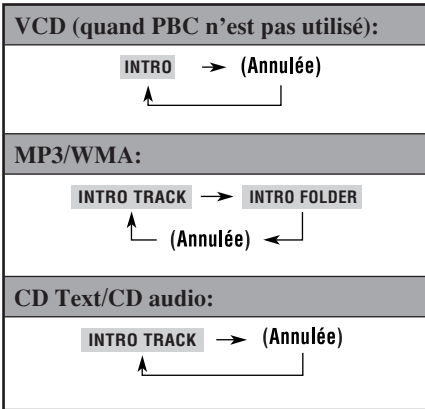 VCD (quand PBC n'est pas utilisé):
INTRO (Annulée)
MP3/WMA:
INTRO TRACK INTRO FOLDER
(Annulée)
CD Text/CD audio:
INTRO TRACK (Annulée)